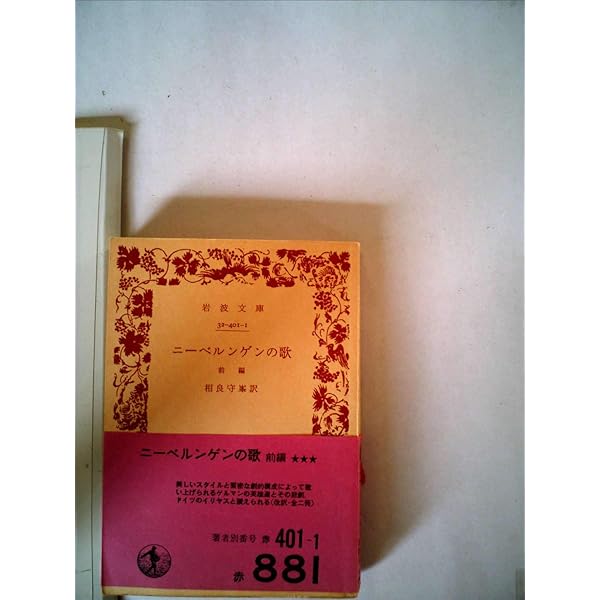 岩波文庫
32-401-1
ニーベルンゲンの歌
前編
相良守峯訳
ニーベルンゲンの歌 前編 ★★★
美しいスタイルと緊密な劇的構成によって歌
い上げられるゲルマンの英雄達とその悲劇.
ドイツのイリヤスと讃えられる(改訳・全二冊)
著者別番号 赤 401-1
赤 881